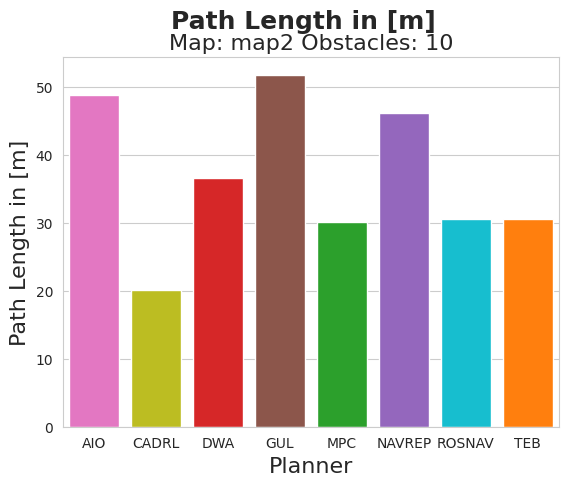 Path Length in [m]
Map: map2 Obstacles: 10
Path Length in [m]
50
40
30
20
10
0
AIO CADRL DWA GUL MPC NAVREP ROSNAV TEB
Planner